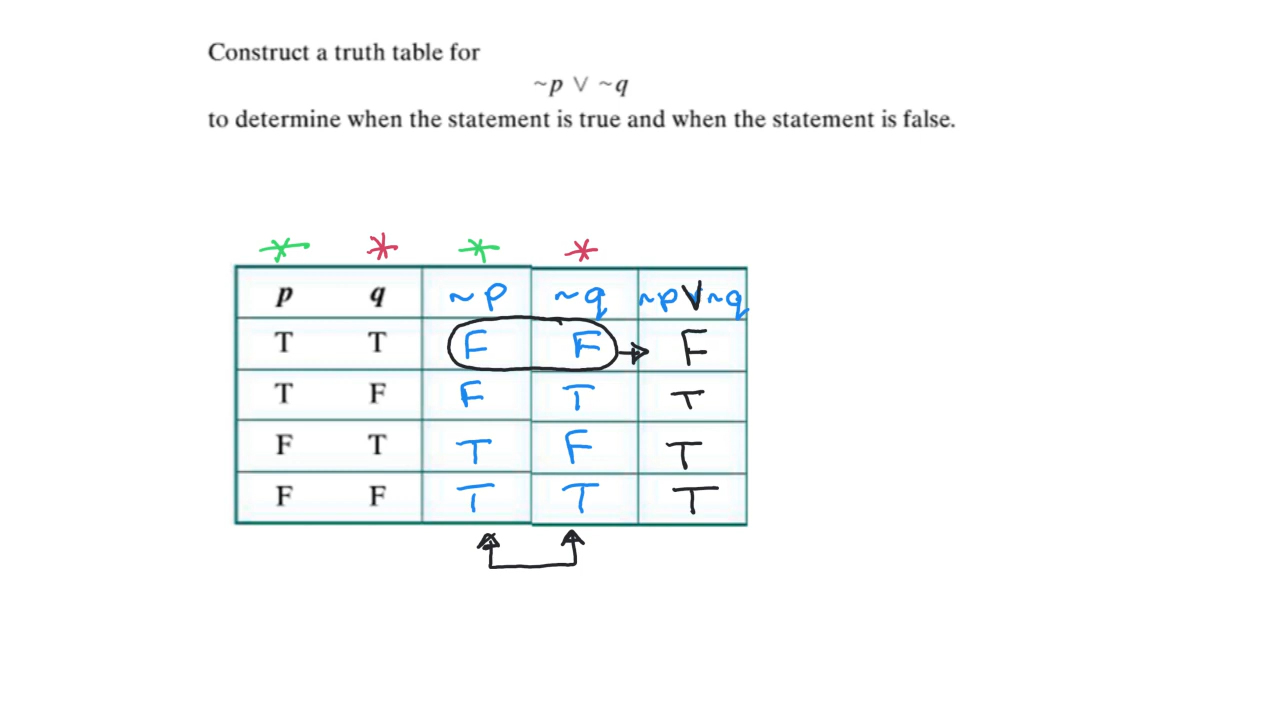 Construct a truth table for
~p ∨ ~q
to determine when the statement is true and when the statement is false.
p q ~p ~q ~p∨~q
T T F F F
T F F T T
F T T F T
F F T T T